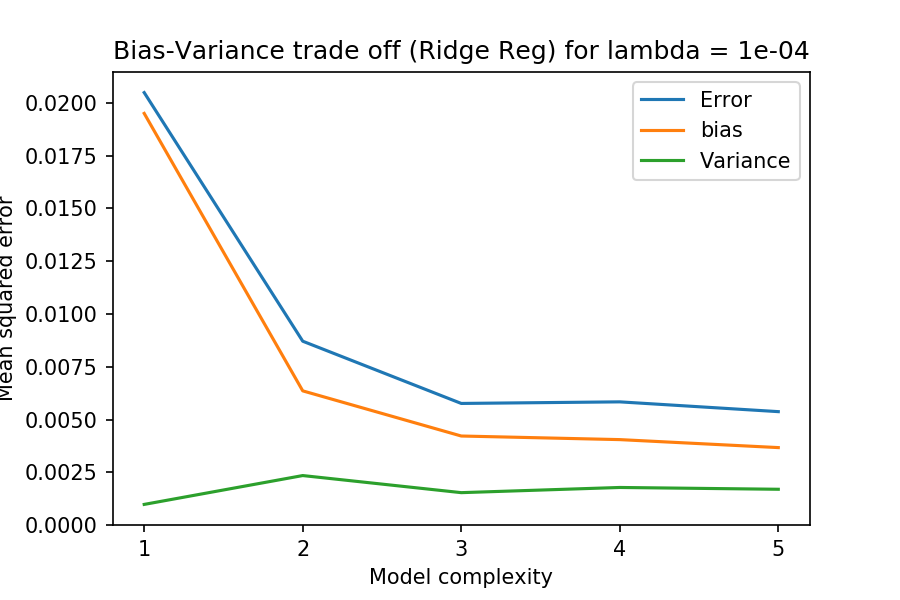 Bias-Variance trade off (Ridge Reg) for lambda = 1e-04
Error
bias
Variance
Mean squared error
0.0200
0.0175
0.0150
0.0125
0.0100
0.0075
0.0050
0.0025
0.0000
1 2 3 4 5
Model complexity